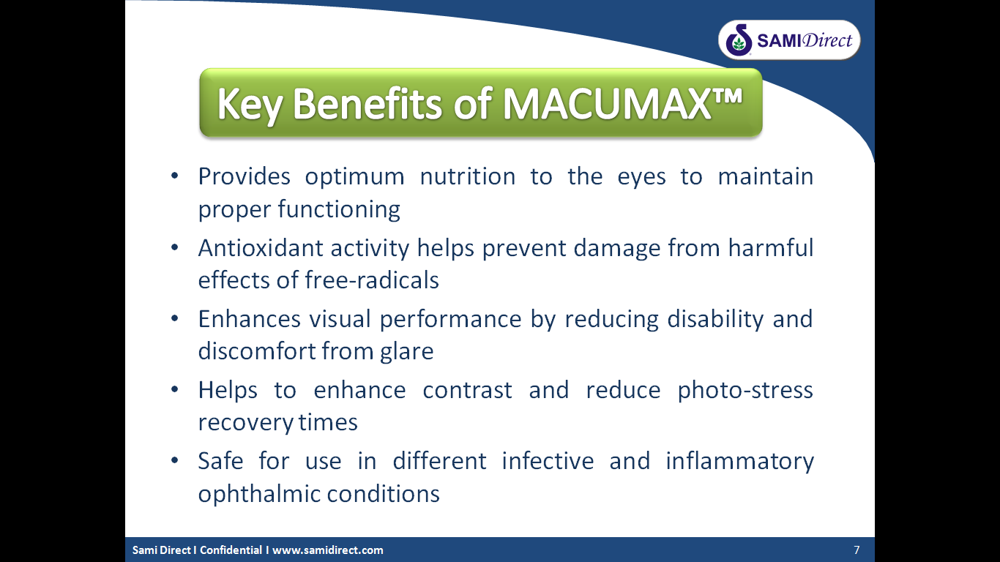 SAMIDirect
Key Benefits of MACUMAX™
• Provides optimum nutrition to the eyes to maintain
proper functioning
• Antioxidant activity helps prevent damage from harmful
effects of free-radicals
• Enhances visual performance by reducing disability and
discomfort from glare
• Helps to enhance contrast and reduce photo-stress
recovery times
• Safe for use in different infective and inflammatory
ophthalmic conditions
Sami Direct I Confidential I www.samidirect.com
7